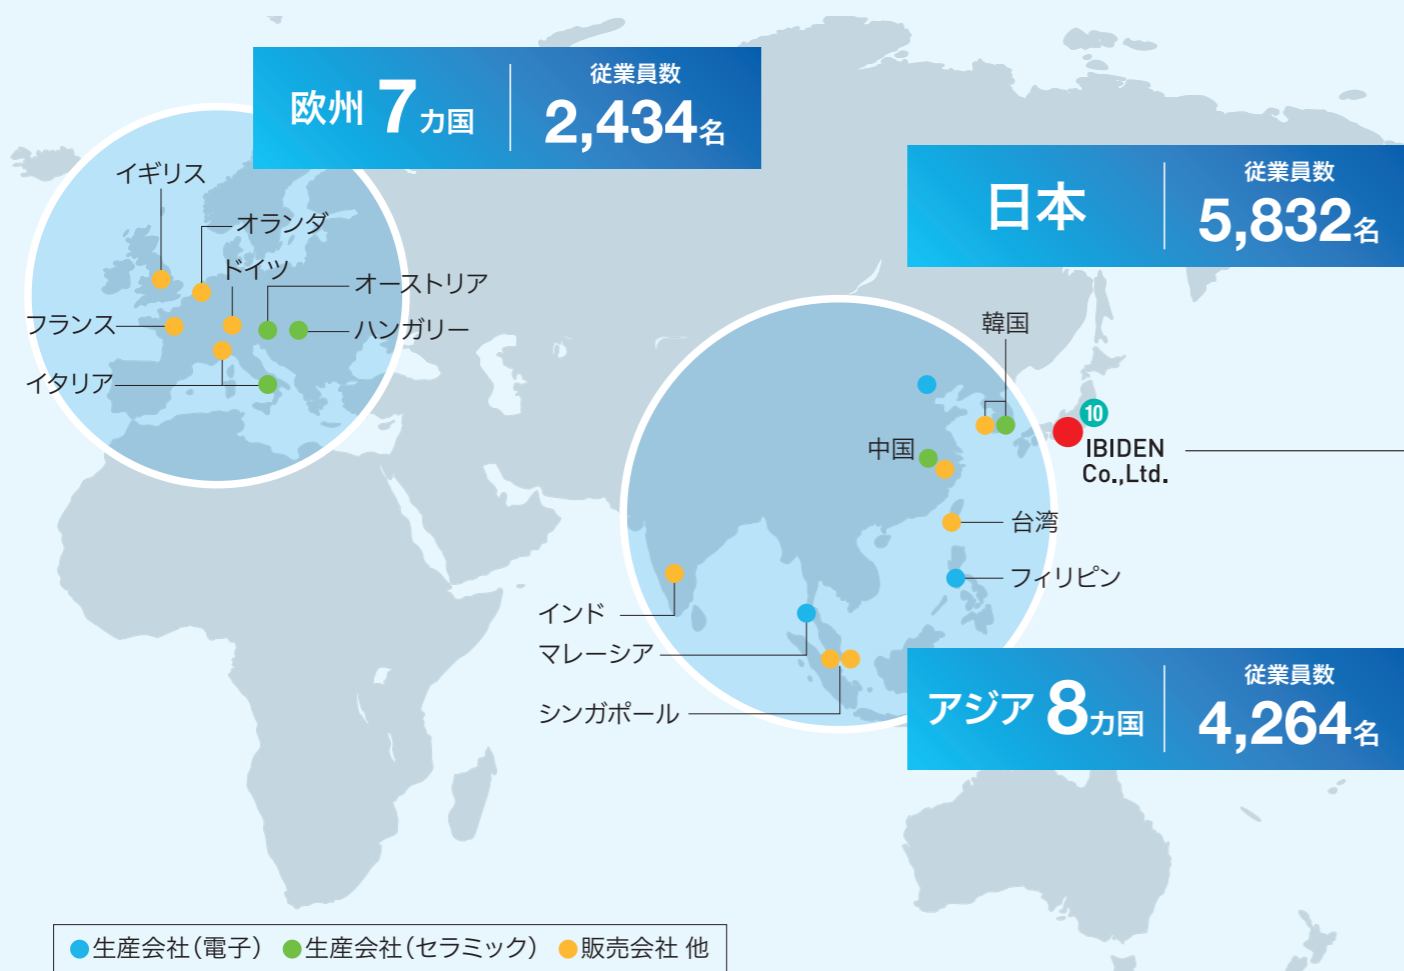 欧州 7カ国
従業員数
2,434名
日本
従業員数
5,832名
イギリス
オランダ
ドイツ
オーストリア
フランス
ハンガリー
イタリア
韓国
10
IBIDEN
Co.,Ltd.
中国
台湾
フィリピン
インド
マレーシア
シンガポール
アジア 8カ国
従業員数
4,264名
生産会社(電子) 生産会社(セラミック) 販売会社 他